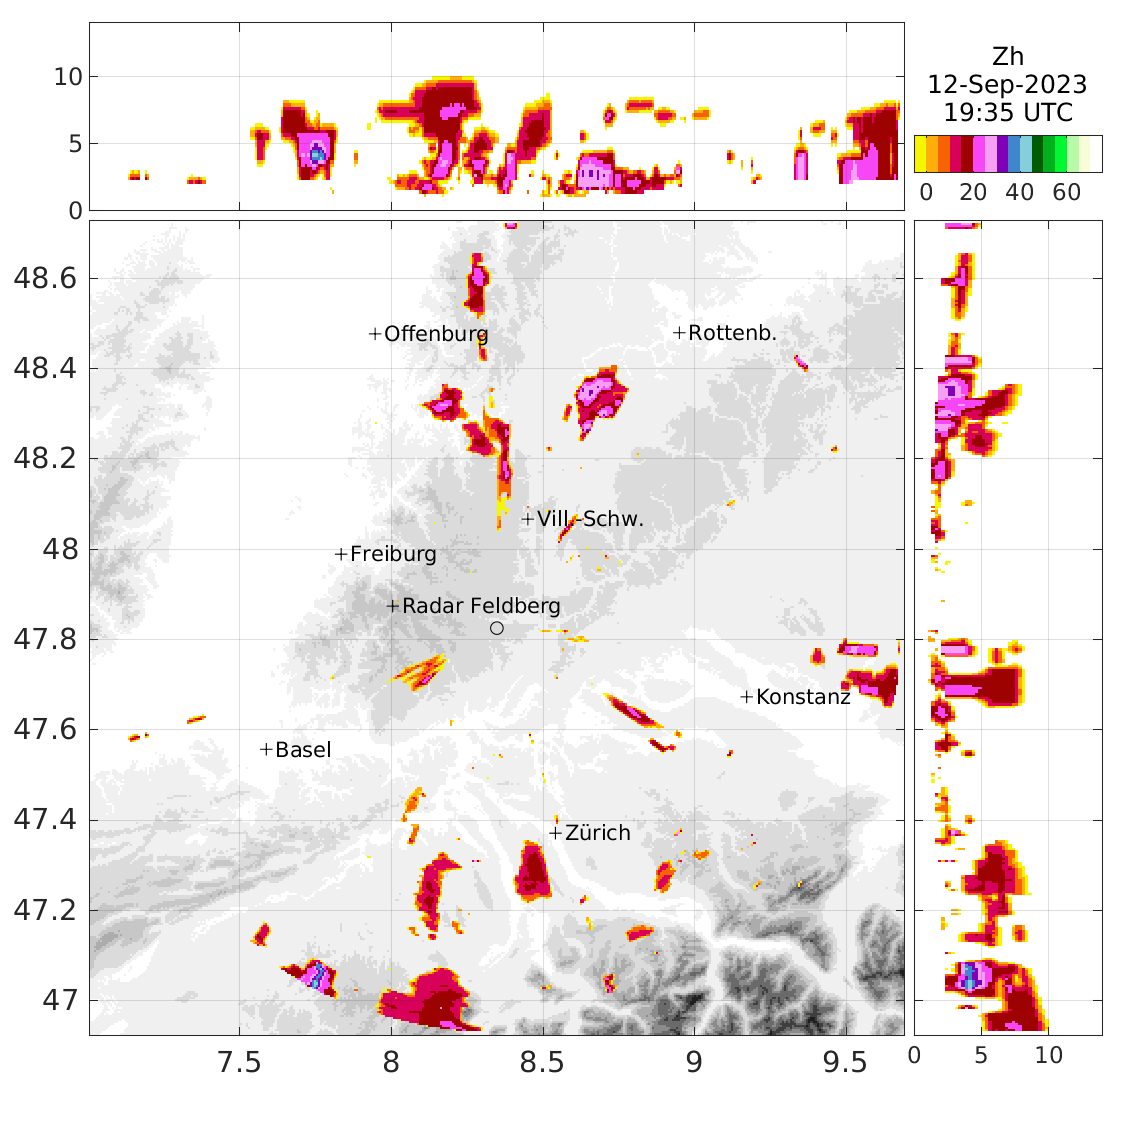 Zh
12-Sep-2023
19:35 UTC
0 20 40 60
10
5
0
48.6
48.4
48.2
48
47.8
47.6
47.4
47.2
47
+Offenburg
+Rottenb.
+Vill.-Schw.
+Freiburg
+Radar Feldberg
+Konstanz
+Basel
+Zürich
7.5 8 8.5 9 9.5
0 5 10